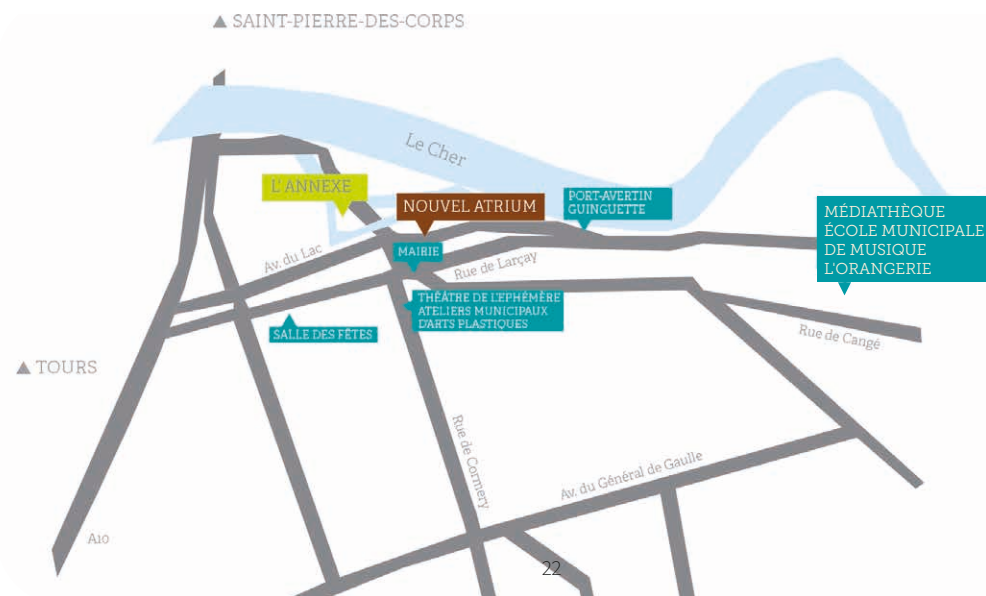 ▲ SAINT-PIERRE-DES-CORPS
Le Cher
L'ANNEXE
NOUVEL ATRIUM
PORT-AVERTIN
GUINGUETTE
MÉDIATHÈQUE
ÉCOLE MUNICIPALE
DE MUSIQUE
L'ORANGERIE
MAIRIE
Av. du Lac
Rue de Larçay
THÉÂTRE DE L'EPHÉMÈRE
ATELIERS MUNICIPAUX
D'ARTS PLASTIQUES
SALLE DES FÊTES
Rue de Cangé
▲ TOURS
Rue de Cormery
Av. du Général de Gaulle
A10
22